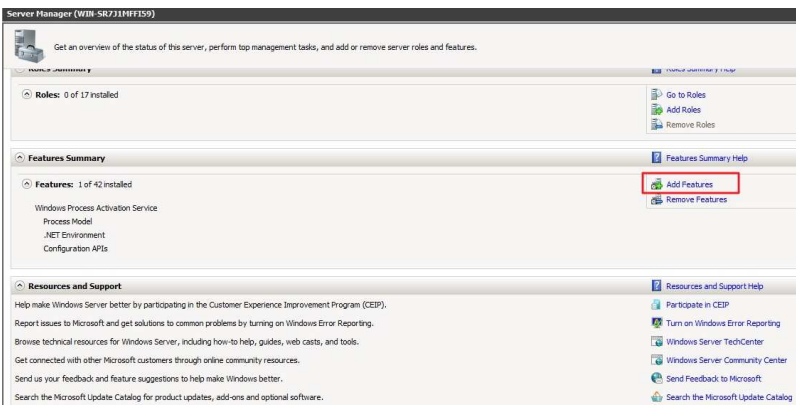 Server Manager (WIN-SR7J1MFFI59)
Get an overview of the status of this server, perform top management tasks, and add or remove server roles and features.
Roles Summary
Roles Summary Help
Roles: 0 of 17 installed
Go to Roles
Add Roles
Remove Roles
Features Summary
Features Summary Help
Features: 1 of 42 installed
Add Features
Remove Features
Windows Process Activation Service
Process Model
.NET Environment
Configuration APIs
Resources and Support
Resources and Support Help
Help make Windows Server better by participating in the Customer Experience Improvement Program (CEIP).
Participate in CEIP
Report issues to Microsoft and get solutions to common problems by turning on Windows Error Reporting.
Turn on Windows Error Reporting
Browse technical resources for Windows Server, including how-to help, guides, web casts, and tools.
Windows Server TechCenter
Get connected with other Microsoft customers through online community resources.
Windows Server Community Center
Send us your feedback and feature suggestions to help make Windows better.
Send Feedback to Microsoft
Search the Microsoft Update Catalog for product updates, add-ons and optional software.
Search the Microsoft Update Catalog